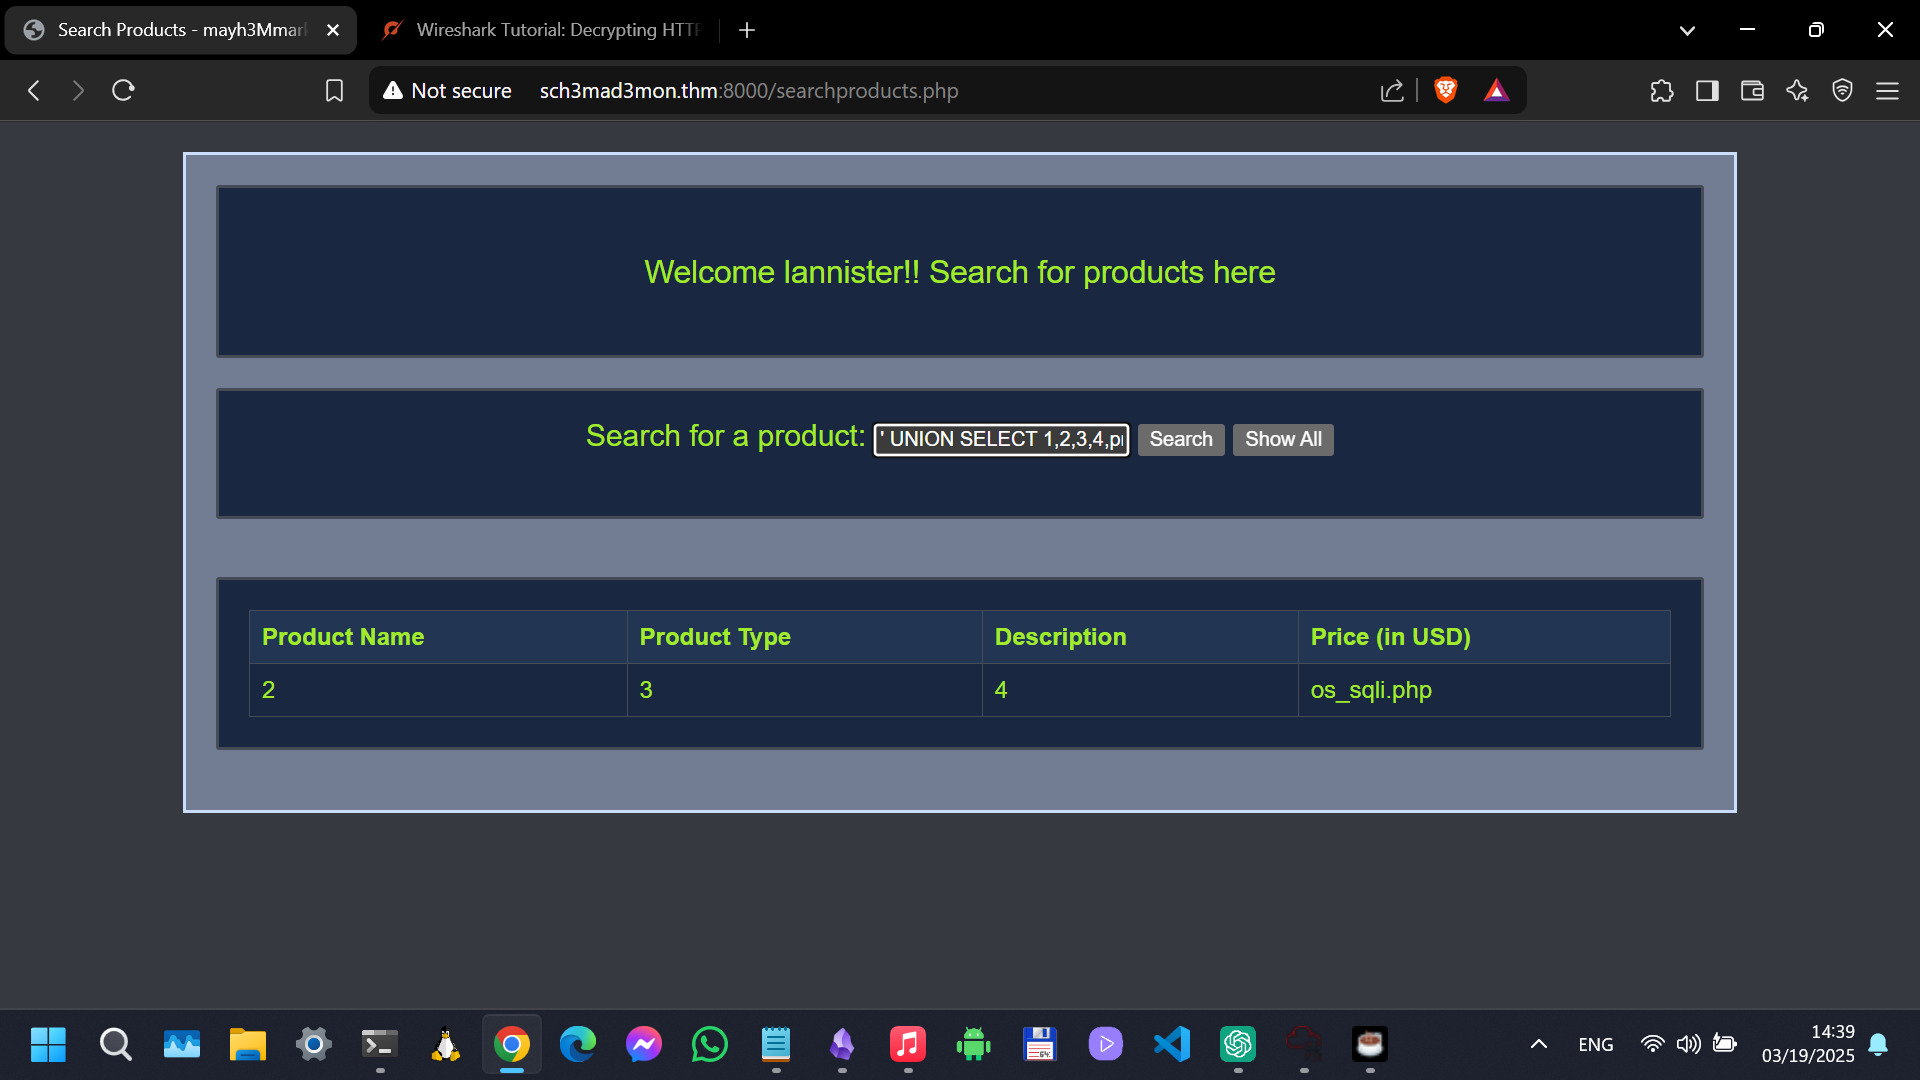 Search Products - mayh3Mmar
Wireshark Tutorial: Decrypting HTTP
Not secure sch3mad3mon.thm:8000/searchproducts.php
Welcome lannister!! Search for products here
Search for a product: ' UNION SELECT 1,2,3,4,p Search Show All
Product Name Product Type Description Price (in USD)
2 3 4 os_sqli.php
64
ENG
14:39
03/19/2025